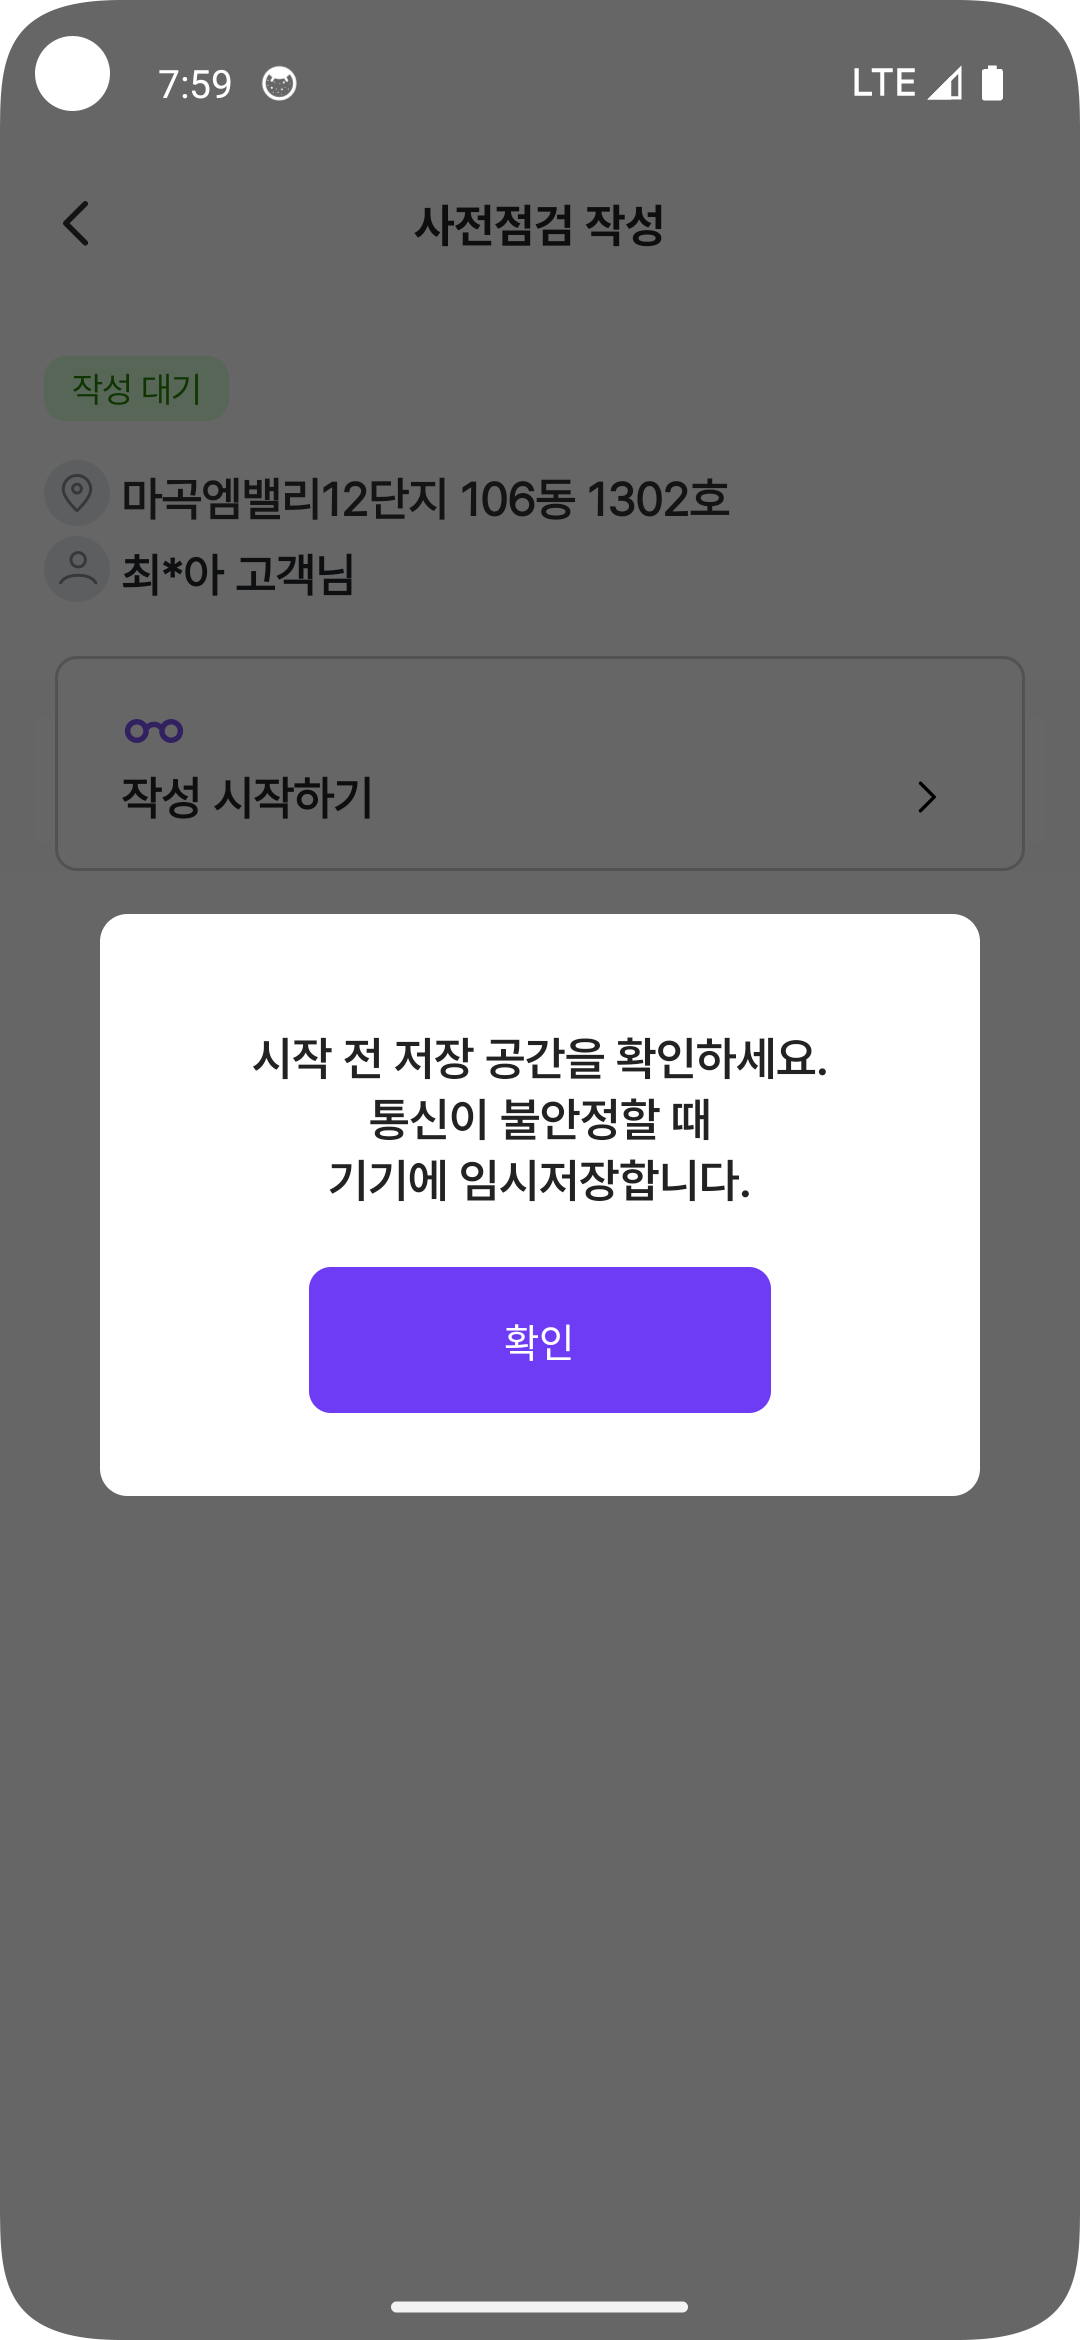 7:59
LTE
사전점검 작성
작성 대기
마곡엠밸리12단지 106동 1302호
최*아 고객님
작성 시작하기
시작 전 저장 공간을 확인하세요.
통신이 불안정할 때
기기에 임시저장합니다.
확인